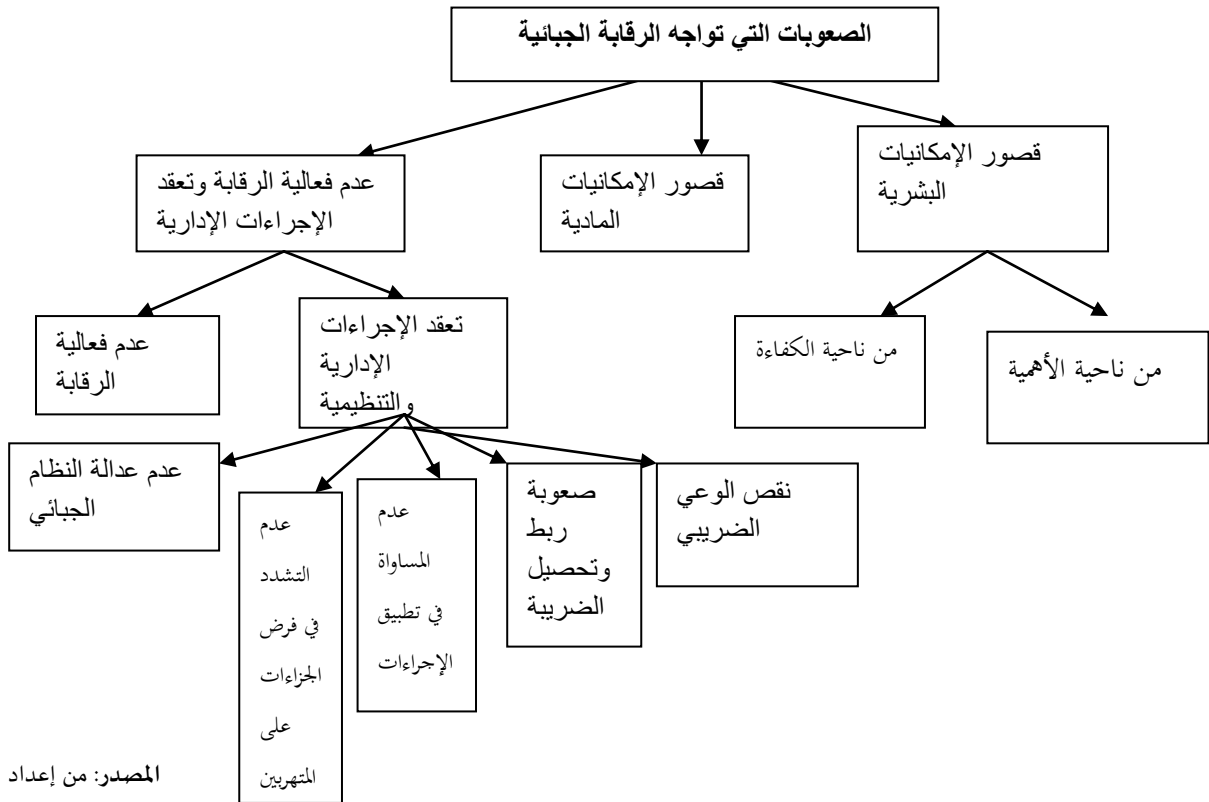 الصعوبات التي تواجه الرقابة الجبائية
قصور الإمكانيات
البشرية
قصور الإمكانيات
المادية
عدم فعالية الرقابة وتعقد
الإجراءات الإدارية
من ناحية الأهمية
من ناحية الكفاءة
تعقد الإجراءات
الإدارية
والتنظيمية
عدم فعالية
الرقابة
نقص الوعي
الضريبي
صعوبة
ربط
وتحصيل
الضريبة
عدم
المساواة
في تطبيق
الإجراءات
عدم
التشدد
في فرض
الجزاءات
على
المتهربين
عدم عدالة النظام
الجبائي
المصدر: من إعداد